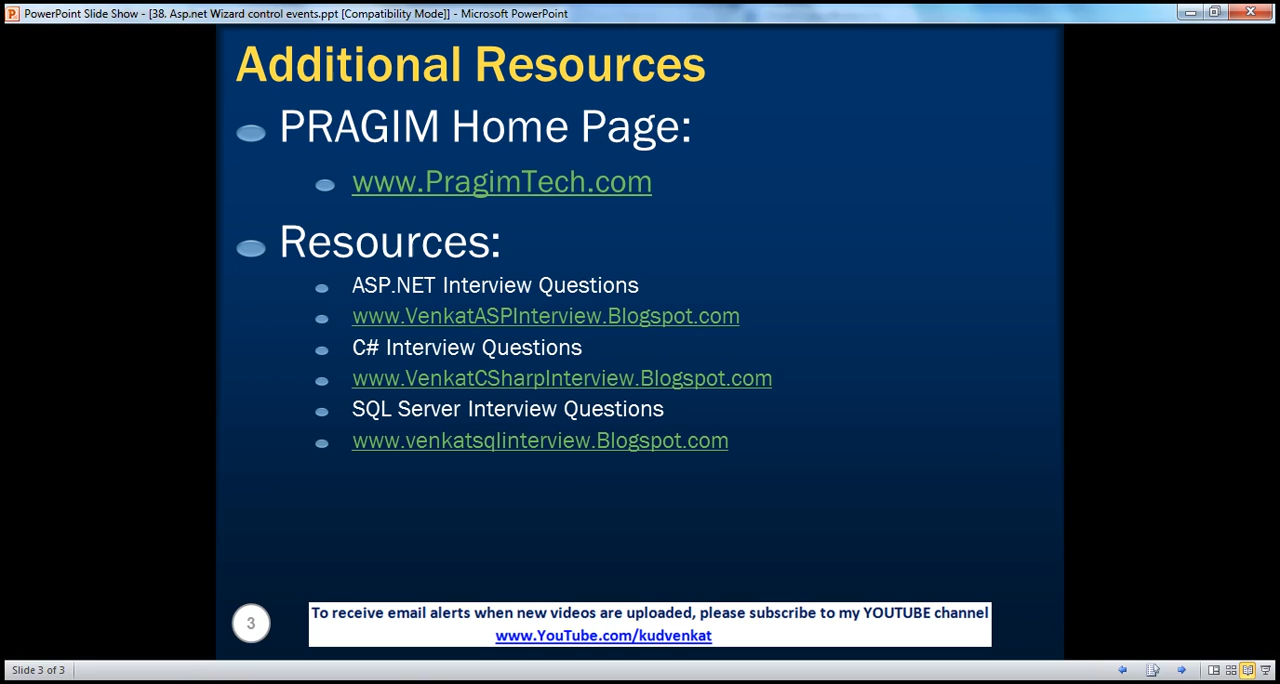 PowerPoint Slide Show - [38. Asp.net Wizard control events.ppt [Compatibility Mode]] - Microsoft PowerPoint
Additional Resources
PRAGIM Home Page:
www.PragimTech.com
Resources:
ASP.NET Interview Questions
www.VenkatASPInterview.Blogspot.com
C# Interview Questions
www.VenkatCSharpInterview.Blogspot.com
SQL Server Interview Questions
www.venkatsqlinterview.Blogspot.com
3
To receive email alerts when new videos are uploaded, please subscribe to my YOUTUBE channel
www.YouTube.com/kudvenkat
Slide 3 of 3